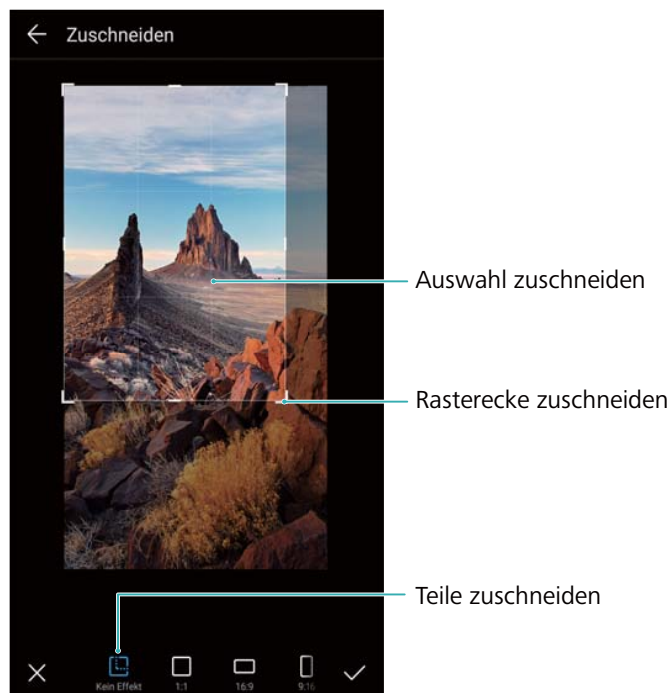 Zuschneiden
Auswahl zuschneiden
Rasterecke zuschneiden
Teile zuschneiden
Kein Effekt 1:1 16:9 9:16